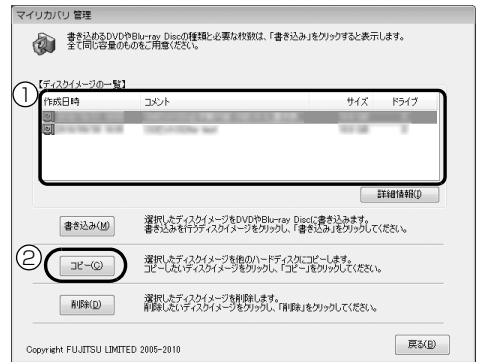 マイリカバリ 管理
書き込めるDVDやBlu-ray Discの種類と必要な枚数は、「書き込み」をクリックすると表示します。
全て同じ容量のものをご用意ください。
【ディスクイメージの一覧】
①
作成日時 コメント サイズ ドライブ
詳細情報(I)
書き込み(M) 選択したディスクイメージをDVDやBlu-ray Discに書き込みます。
書き込みを行うディスクイメージをクリックし、「書き込み」をクリックしてください。
②
コピー(C) 選択したディスクイメージを他のハードディスクにコピーします。
コピーしたいディスクイメージをクリックし、「コピー」をクリックしてください。
削除(D) 選択したディスクイメージを削除します。
削除したいディスクイメージをクリックし、「削除」をクリックしてください。
Copyright FUJITSU LIMITED 2005-2010 戻る(B)